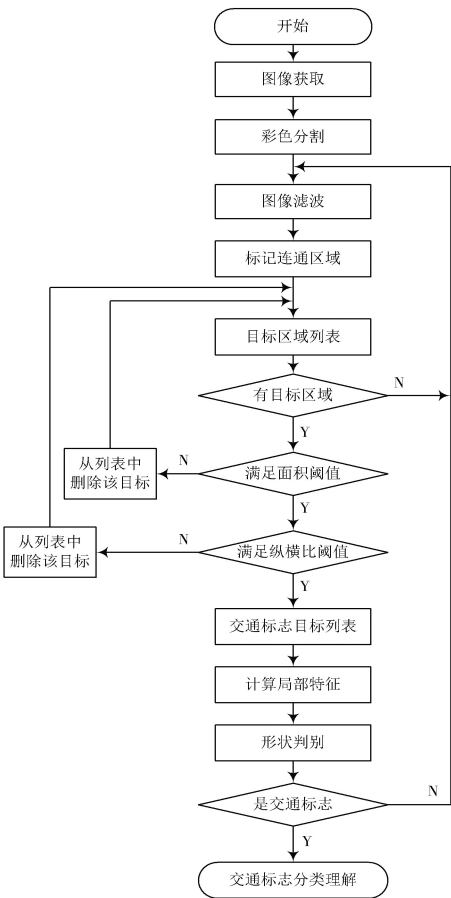 开始
图像获取
彩色分割
图像滤波
标记连通区域
目标区域列表
有目标区域
N
Y
从列表中
删除该目标
N
满足面积阈值
Y
从列表中
删除该目标
N
满足纵横比阈值
Y
交通标志目标列表
计算局部特征
形状判别
是交通标志
N
Y
交通标志分类理解